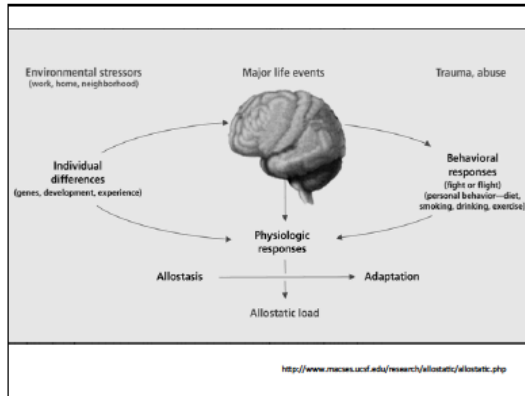 Environmental stressors
(work, home, neighborhood)
Major life events
Trauma, abuse
Individual
differences
(genes, development, experience)
Behavioral
responses
(fight or flight)
(personal behavior—diet,
smoking, drinking, exercise)
Physiologic
responses
Allostasis
Adaptation
Allostatic load
http://www.macses.ucsf.edu/research/allostatic/allostatic.php